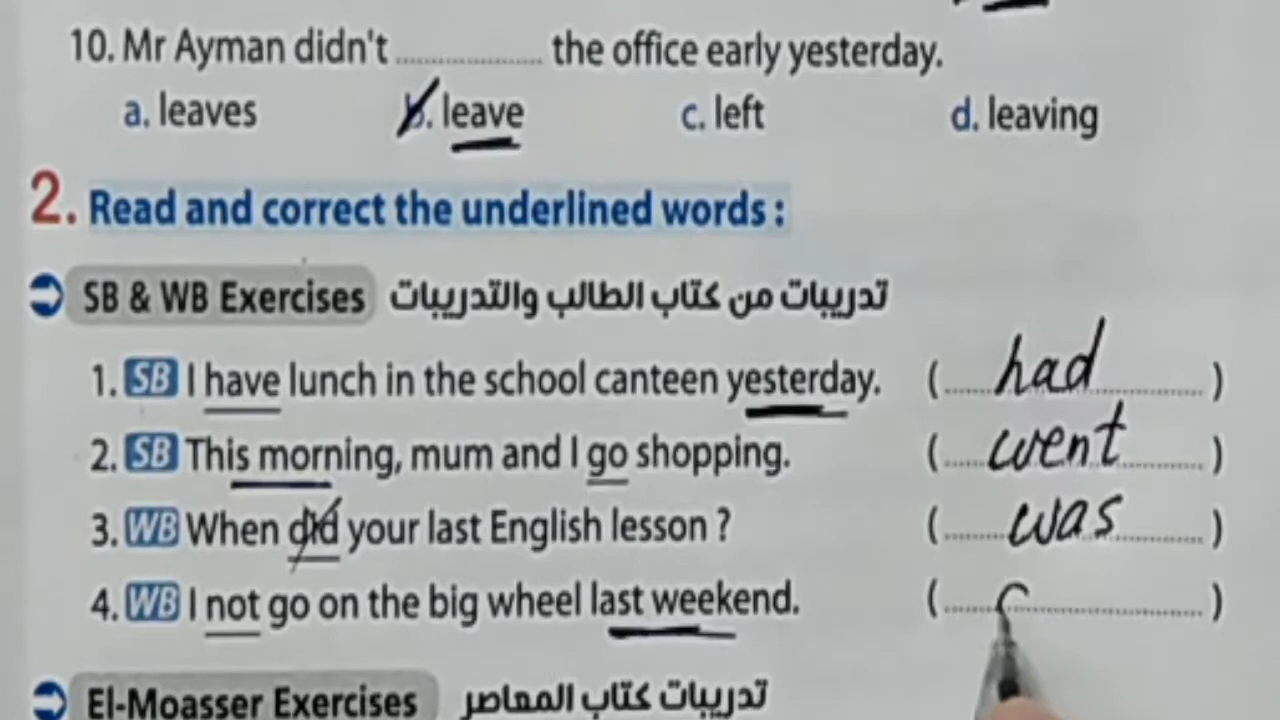 10. Mr Ayman didn't .................... the office early yesterday.
a. leaves b. leave c. left d. leaving
2. Read and correct the underlined words :
SB & WB Exercises تدريبات من كتاب الطالب والتدريبات
1. SB I have lunch in the school canteen yesterday. (...... had ............)
2. SB This morning, mum and I go shopping. (...... went ............)
3. WB When did your last English lesson ? (...... was ............)
4. WB I not go on the big wheel last weekend. (..............................)
El-Moasser Exercises تدريبات كتاب المعاصر